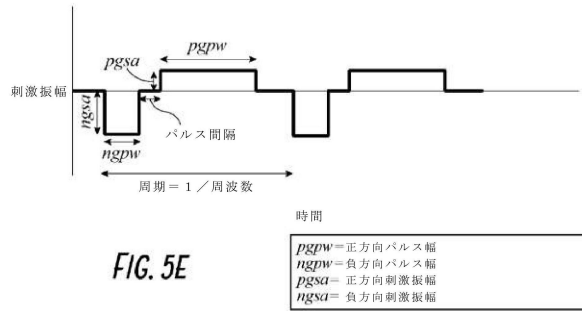 pgpw
pgsa
刺激振幅
ngsa
パルス間隔
ngpw
周期＝１／周波数
時間
FIG. 5E
pgpw=正方向パルス幅
ngpw=負方向パルス幅
pgsa=正方向刺激振幅
ngsa=負方向刺激振幅